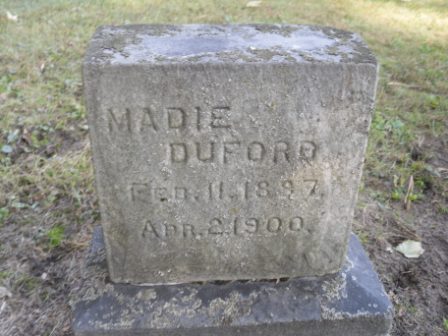 MADIE
DUFORD
FEB. 11. 1897.
APR. 2. 1900.